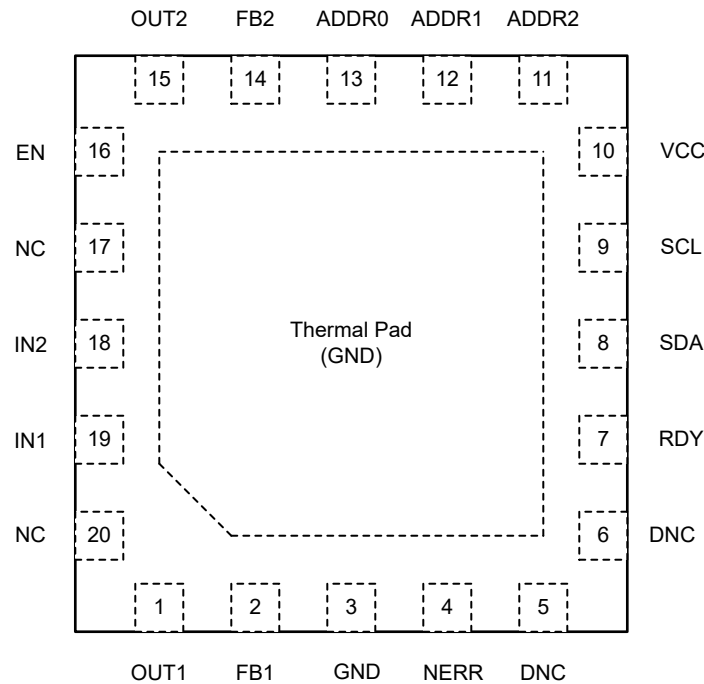 OUT2 FB2 ADDR0 ADDR1 ADDR2
15 14 13 12 11
EN 16 10 VCC
NC 17 9 SCL
Thermal Pad
(GND)
IN2 18 8 SDA
IN1 19 7 RDY
NC 20 6 DNC
1 2 3 4 5
OUT1 FB1 GND NERR DNC